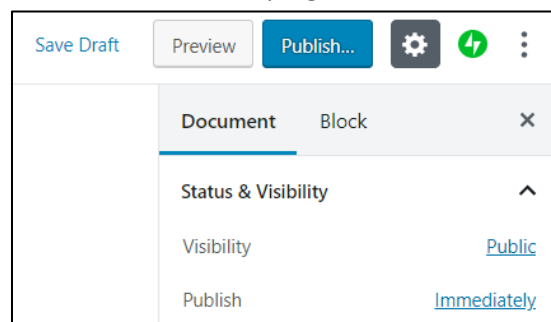 Save Draft Preview Publish...
Document Block
Status & Visibility
Visibility Public
Publish Immediately